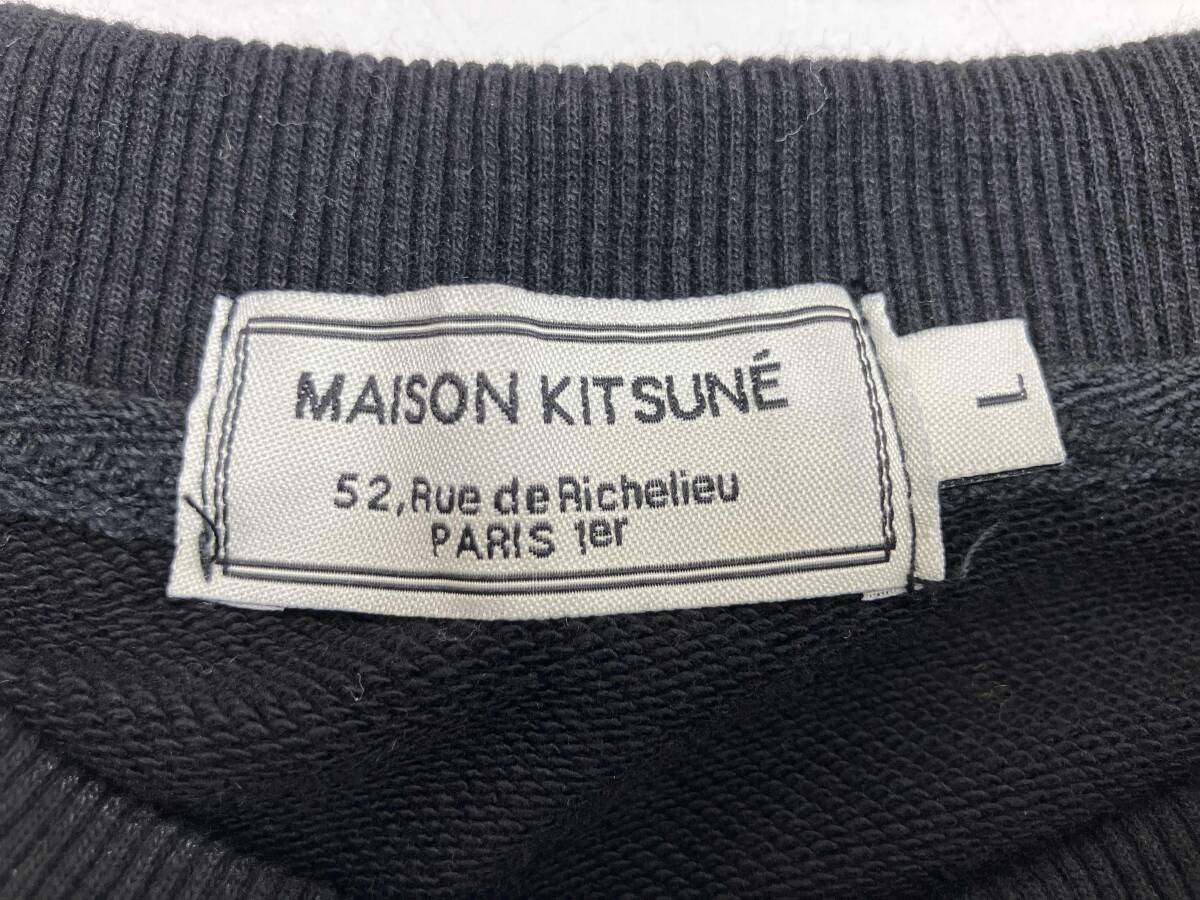 MAISON KITSUNÉ
52, Rue de Richelieu
PARIS 1er
L